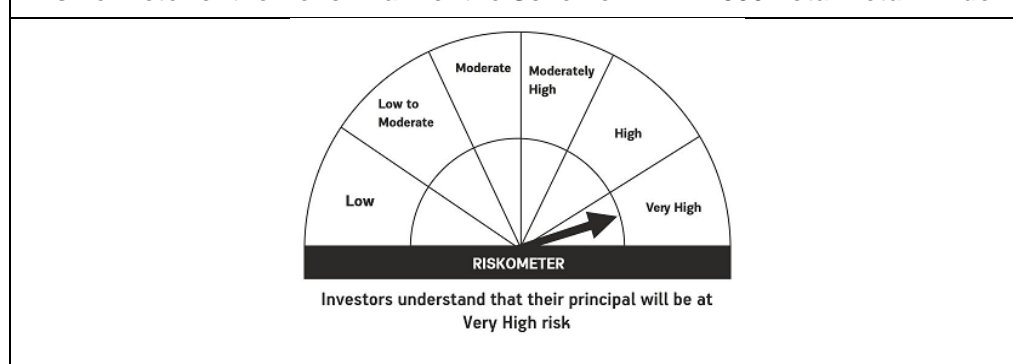 Moderate
Moderately
High
Low to
Moderate
High
Low
Very High
RISKOMETER
Investors understand that their principal will be at
Very High risk